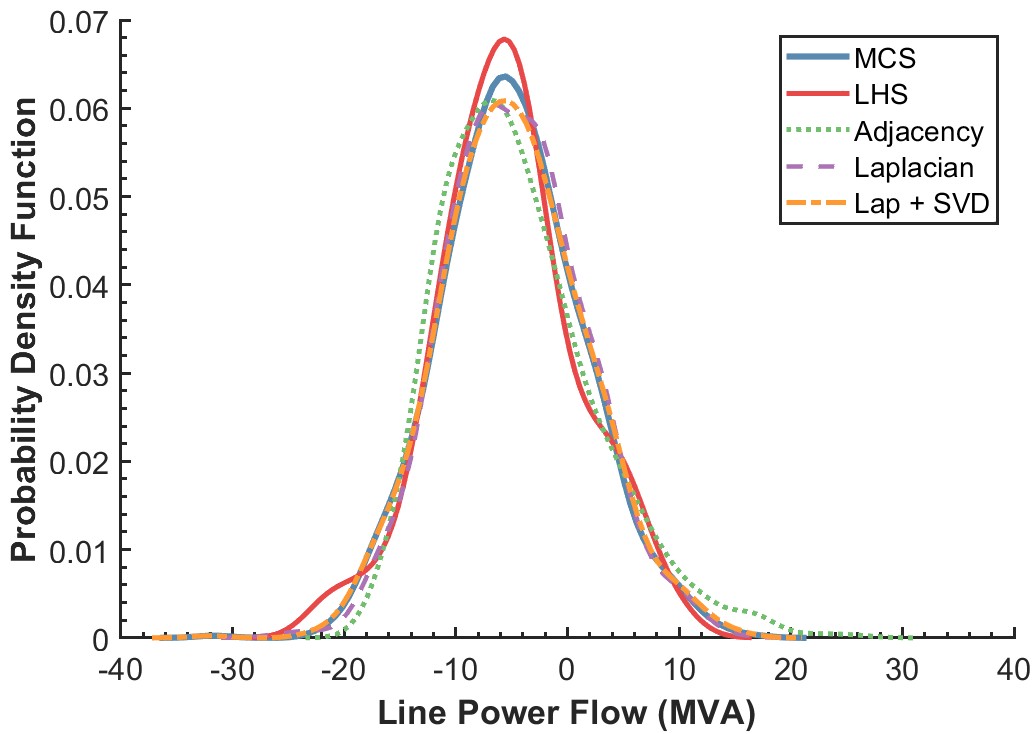 0.07
0.06
0.05
0.04
0.03
0.02
0.01
0
Probability Density Function
MCS
LHS
Adjacency
Laplacian
Lap + SVD
-40 -30 -20 -10 0 10 20 30 40
Line Power Flow (MVA)